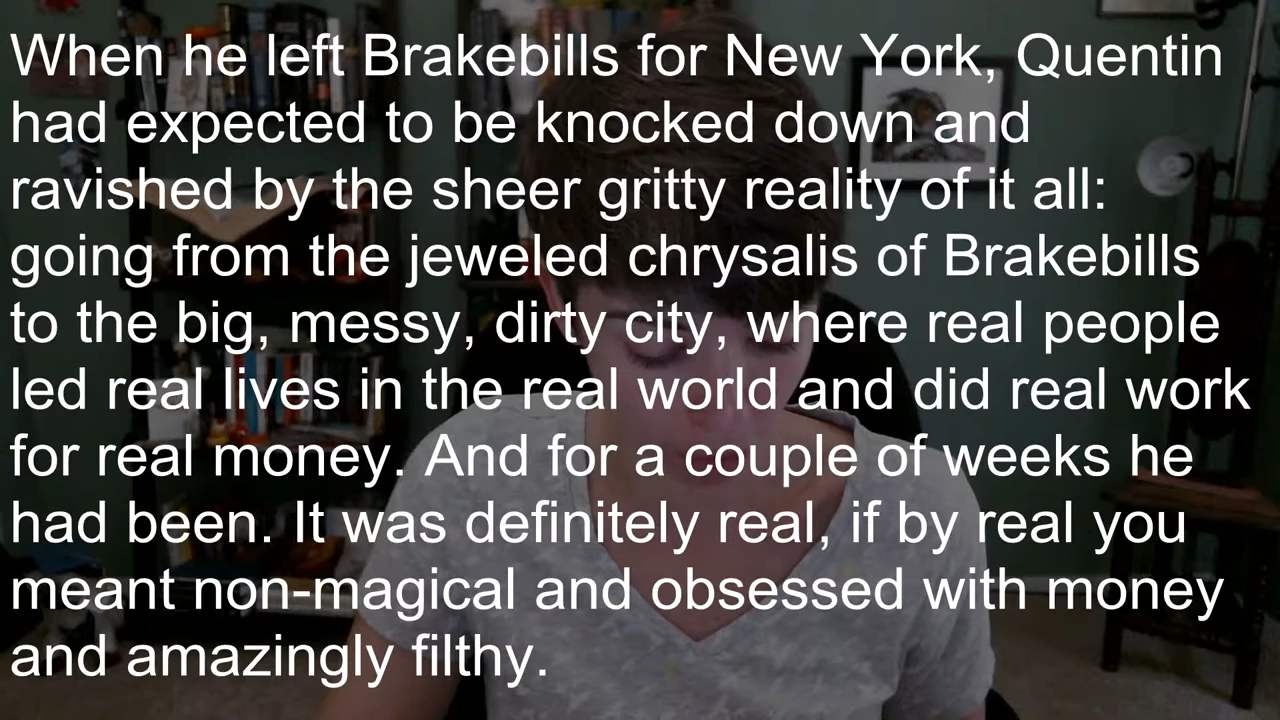 When he left Brakebills for New York, Quentin
had expected to be knocked down and
ravished by the sheer gritty reality of it all:
going from the jeweled chrysalis of Brakebills
to the big, messy, dirty city, where real people
led real lives in the real world and did real work
for real money. And for a couple of weeks he
had been. It was definitely real, if by real you
meant non-magical and obsessed with money
and amazingly filthy.